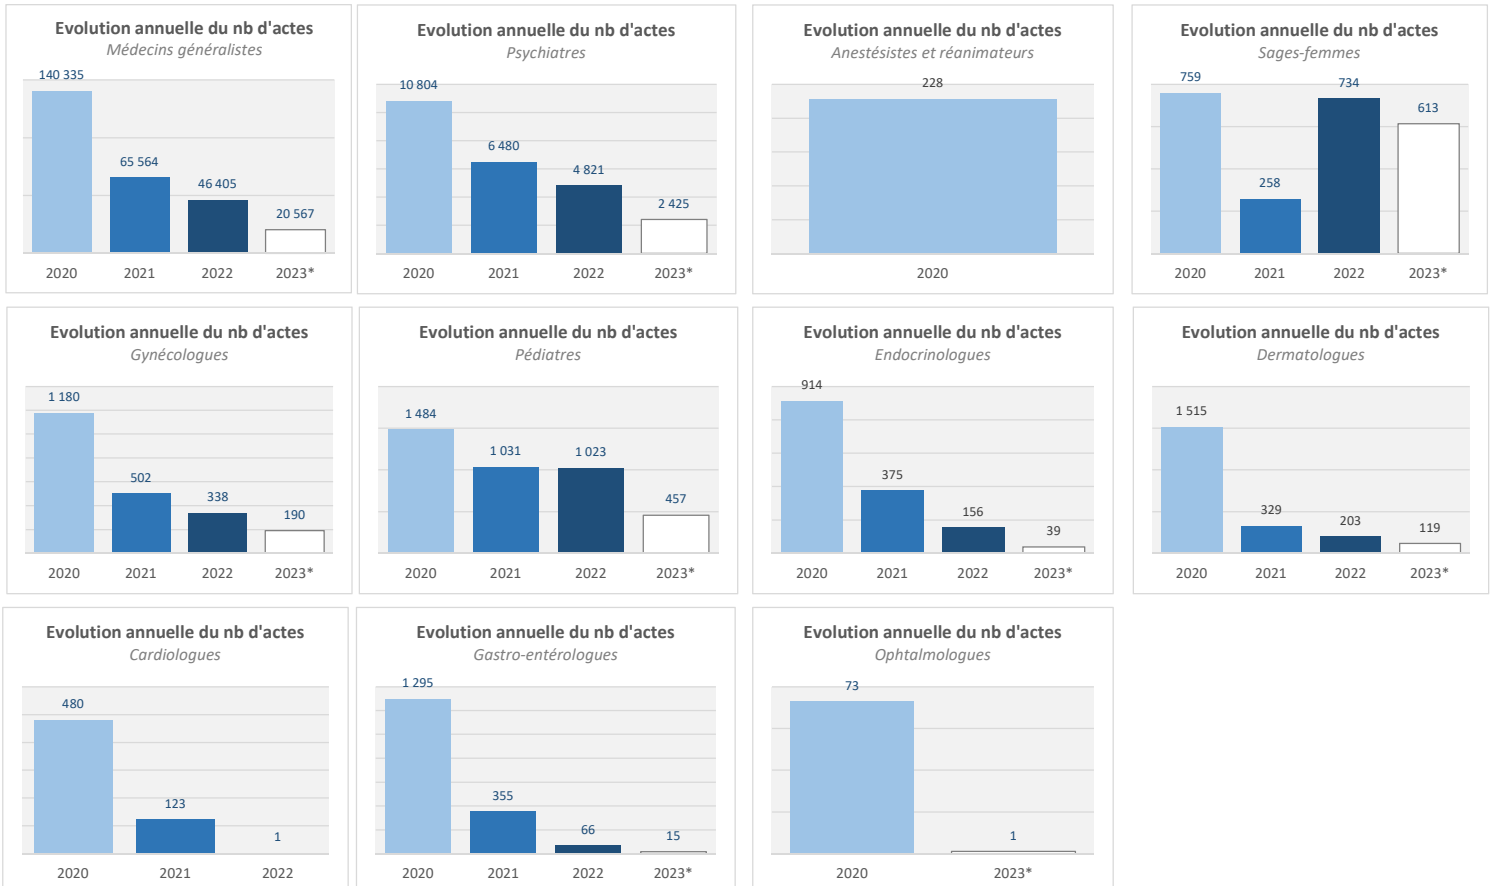 Evolution annuelle du nb d'actes
Médecins généralistes
140 335
65 564
46 405
20 567
2020 2021 2022 2023*
Evolution annuelle du nb d'actes
Psychiatres
10 804
6 480
4 821
2 425
2020 2021 2022 2023*
Evolution annuelle du nb d'actes
Anestésistes et réanimateurs
228
2020
Evolution annuelle du nb d'actes
Sages-femmes
759
258
734
613
2020 2021 2022 2023*
Evolution annuelle du nb d'actes
Gynécologues
1 180
502
338
190
2020 2021 2022 2023*
Evolution annuelle du nb d'actes
Pédiatres
1 484
1 031
1 023
457
2020 2021 2022 2023*
Evolution annuelle du nb d'actes
Endocrinologues
914
375
156
39
2020 2021 2022 2023*
Evolution annuelle du nb d'actes
Dermatologues
1 515
329
203
119
2020 2021 2022 2023*
Evolution annuelle du nb d'actes
Cardiologues
480
123
1
2020 2021 2022
Evolution annuelle du nb d'actes
Gastro-entérologues
1 295
355
66
15
2020 2021 2022 2023*
Evolution annuelle du nb d'actes
Ophtalmologues
73
1
2020 2023*